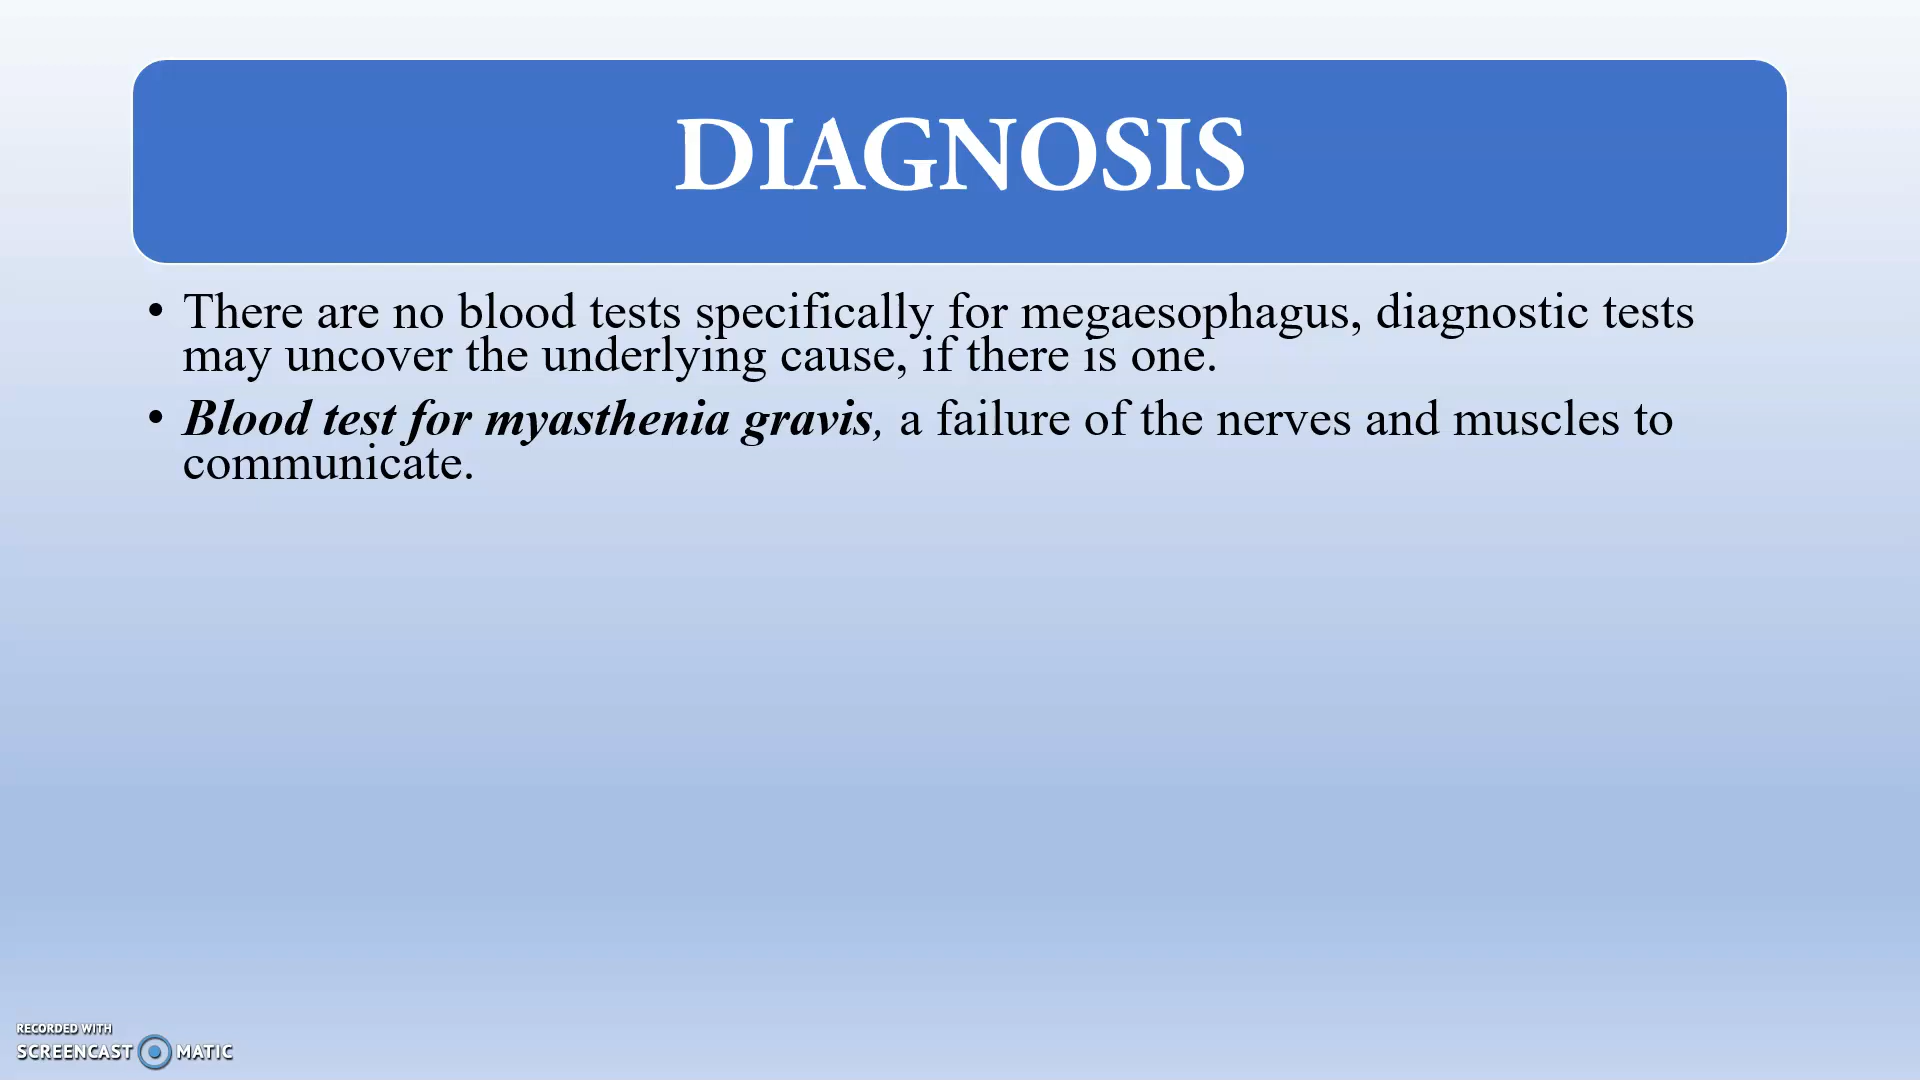 DIAGNOSIS
• There are no blood tests specifically for megaesophagus, diagnostic tests
may uncover the underlying cause, if there is one.
• Blood test for myasthenia gravis, a failure of the nerves and muscles to
communicate.
RECORDED WITH
SCREENCAST MATIC